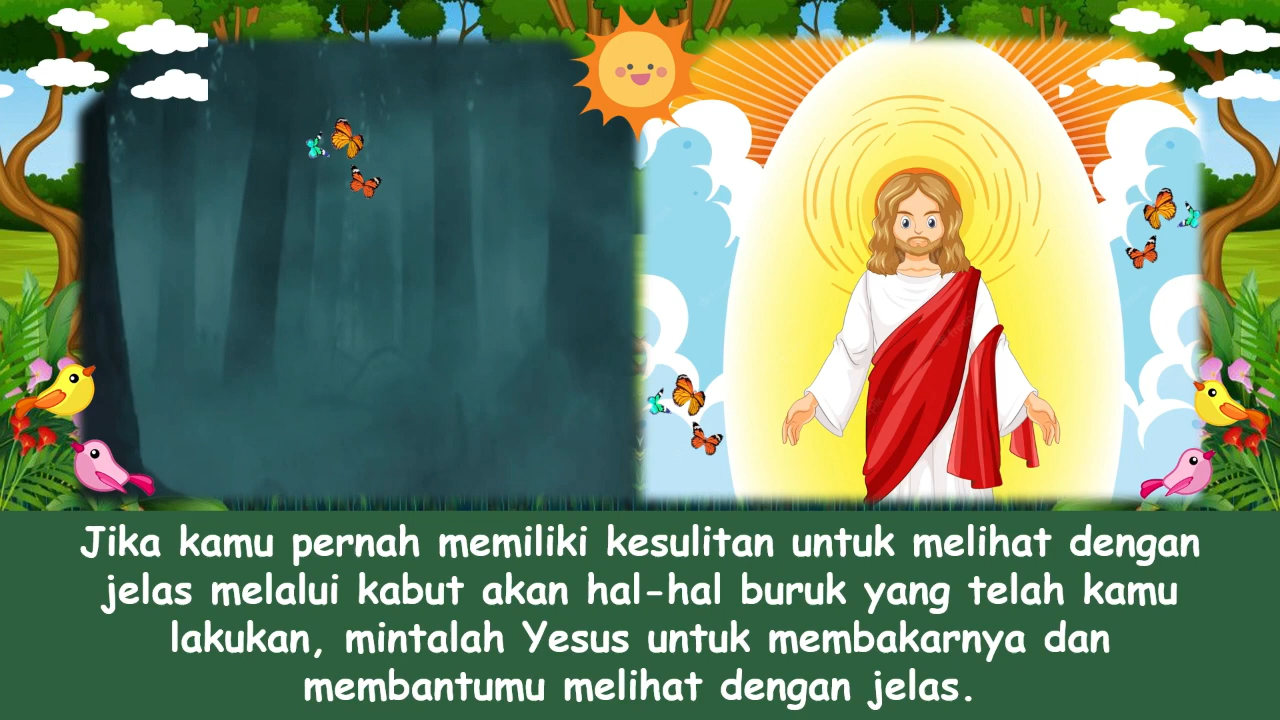 Jika kamu pernah memiliki kesulitan untuk melihat dengan
jelas melalui kabut akan hal-hal buruk yang telah kamu
lakukan, mintalah Yesus untuk membakarnya dan
membantumu melihat dengan jelas.